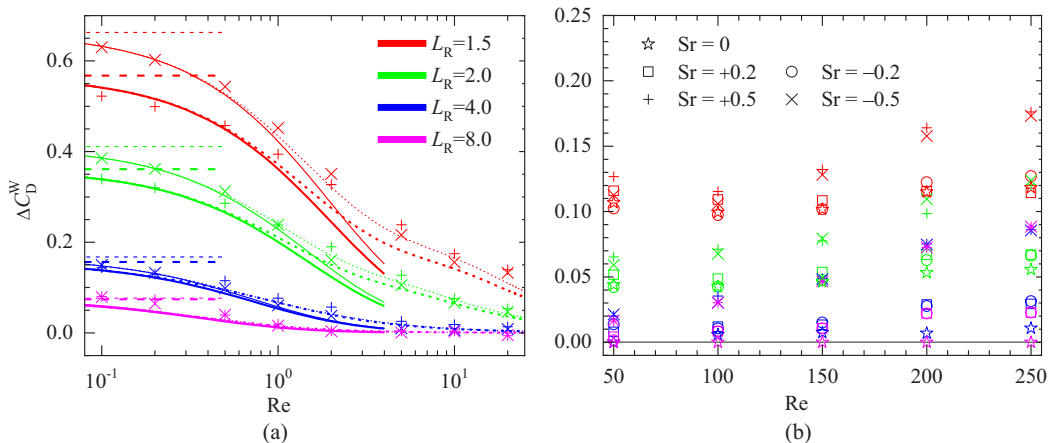 0.6
0.4
0.2
0.0
ΔC_D^W
10^-1
10^0
10^1
Re
L_R=1.5
L_R=2.0
L_R=4.0
L_R=8.0
(a)
0.25
0.20
0.15
0.10
0.05
0.00
Sr = 0
Sr = +0.2
Sr = –0.2
Sr = +0.5
Sr = –0.5
50
100
150
200
250
Re
(b)